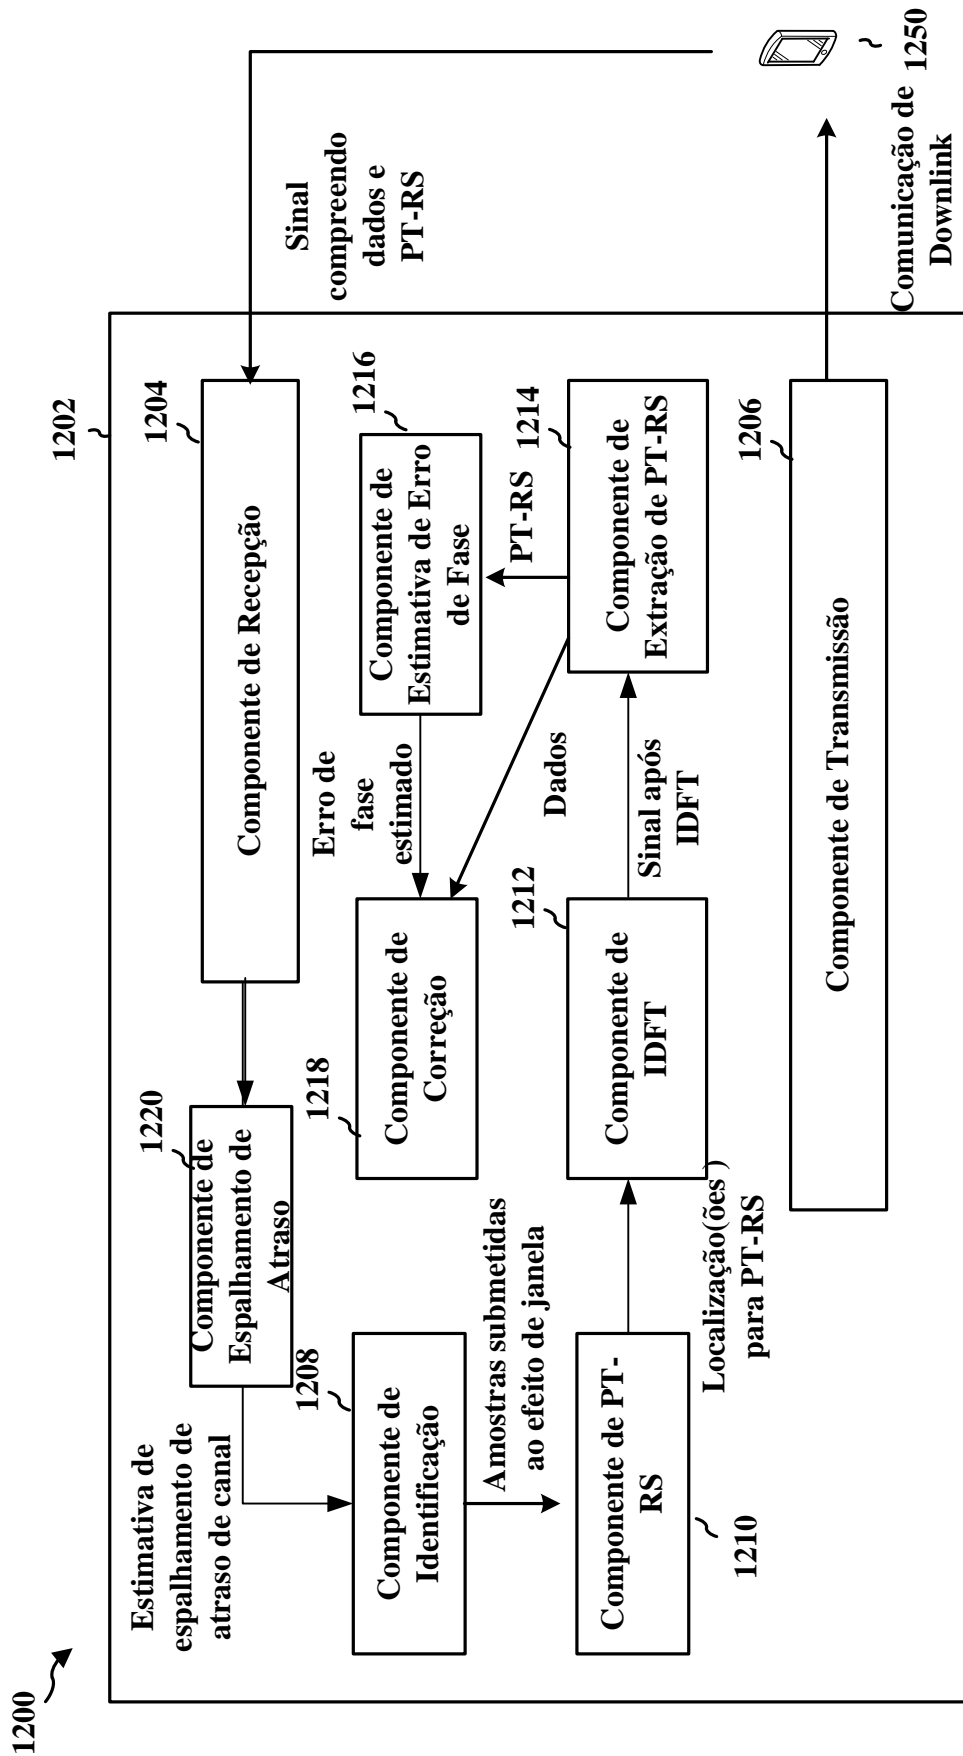 1200
1202
Estimativa de
espalhamento de
atraso de canal
1220
Componente de
Espalhamento de
Atraso
1204
Componente de Recepção
Sinal
compreendo
dados e
PT-RS
1208
Componente de
Identificação
1218
Componente de
Correção
Erro de
fase
estimado
1216
Componente de
Estimativa de Erro
de Fase
Amostras submetidas
ao efeito de janela
Dados
PT-RS
Componente de PT-
RS
1210
Localização(ões )
para PT-RS
1212
Componente de
IDFT
Sinal após
IDFT
1214
Componente de
Extração de PT-RS
1206
Componente de Transmissão
Comunicação de
Downlink
1250